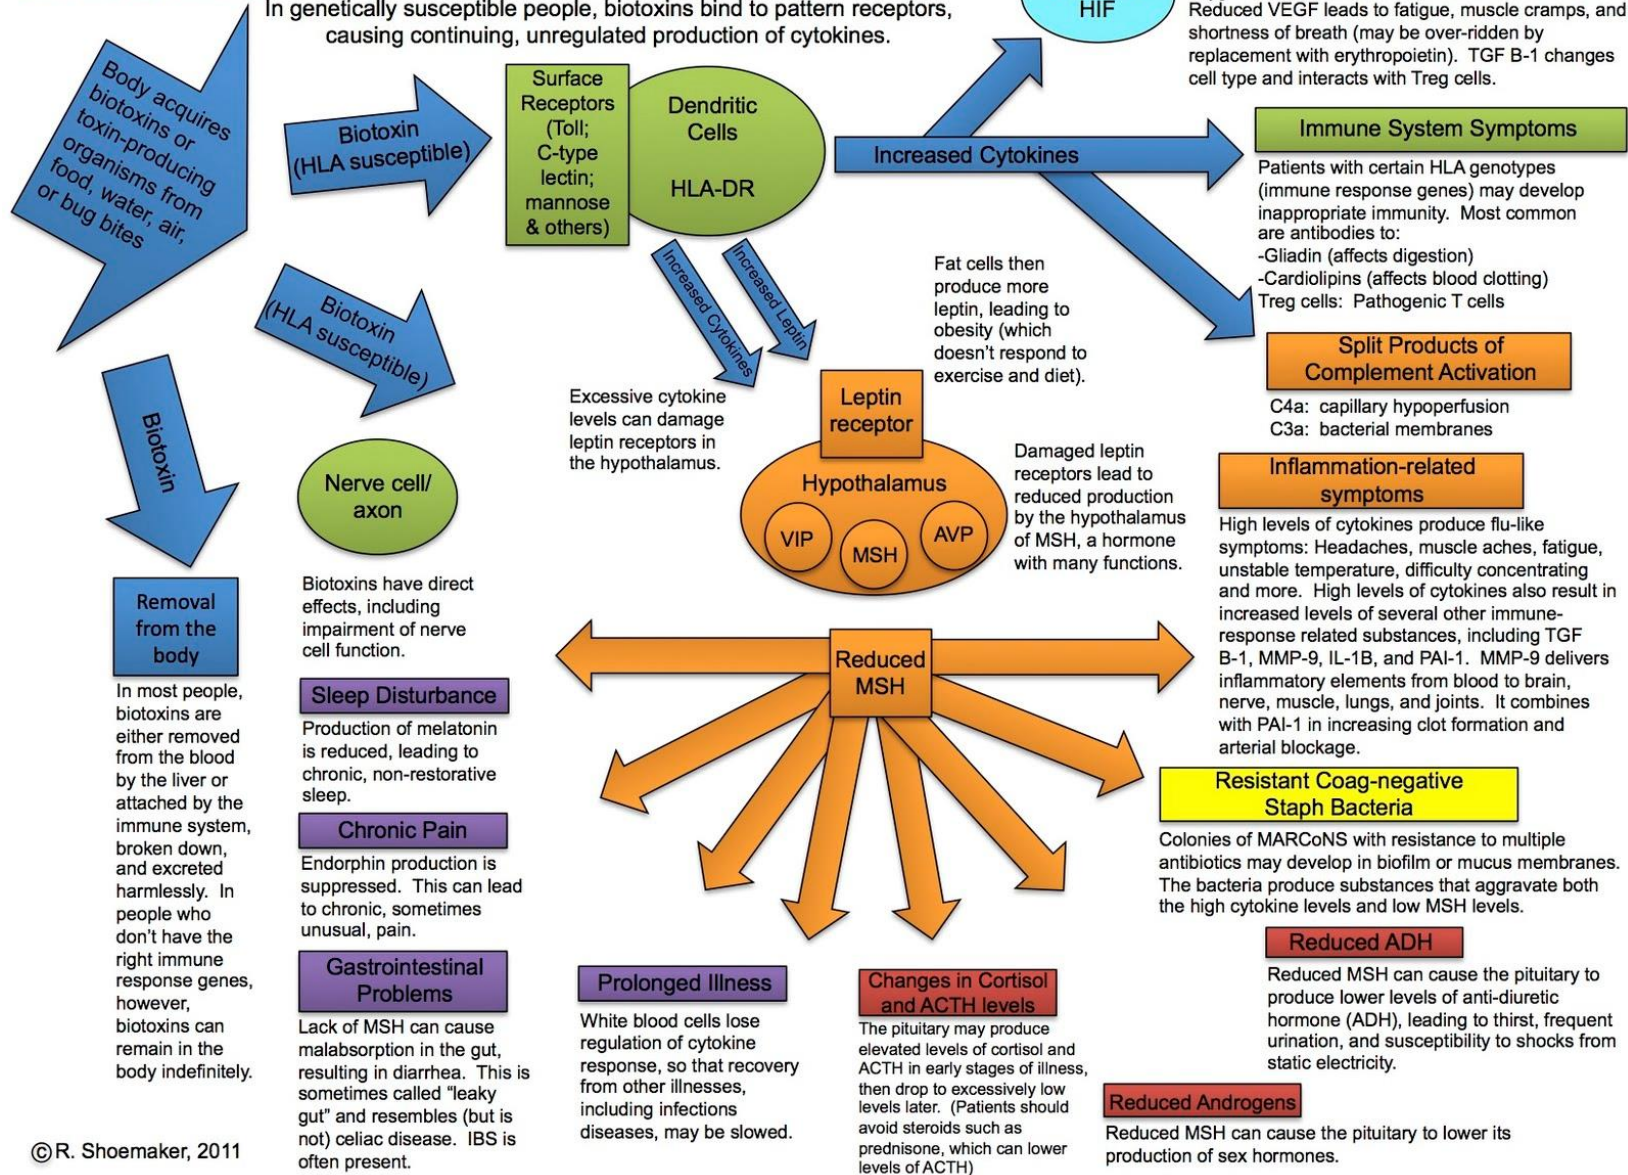 In genetically susceptible people, biotoxins bind to pattern receptors,
causing continuing, unregulated production of cytokines.
HIF
Reduced VEGF leads to fatigue, muscle cramps, and
shortness of breath (may be over-ridden by
replacement with erythropoietin). TGF B-1 changes
cell type and interacts with Treg cells.
Body acquires
biotoxins or
toxin-producing
organisms from
food, water, air,
or bug bites
Biotoxin
(HLA susceptible)
Surface
Receptors
(Toll;
C-type
lectin;
mannose
& others)
Dendritic
Cells
HLA-DR
Increased Cytokines
Immune System Symptoms
Patients with certain HLA genotypes
(immune response genes) may develop
inappropriate immunity. Most common
are antibodies to:
-Gliadin (affects digestion)
-Cardiolipins (affects blood clotting)
Treg cells: Pathogenic T cells
Biotoxin
(HLA susceptible)
Increased Cytokines
Increased Leptin
Fat cells then
produce more
leptin, leading to
obesity (which
doesn't respond to
exercise and diet).
Split Products of
Complement Activation
C4a: capillary hypoperfusion
C3a: bacterial membranes
Biotoxin
Excessive cytokine
levels can damage
leptin receptors in
the hypothalamus.
Leptin
receptor
Hypothalamus
VIP
MSH
AVP
Damaged leptin
receptors lead to
reduced production
by the hypothalamus
of MSH, a hormone
with many functions.
Inflammation-related
symptoms
High levels of cytokines produce flu-like
symptoms: Headaches, muscle aches, fatigue,
unstable temperature, difficulty concentrating
and more. High levels of cytokines also result in
increased levels of several other immune-
response related substances, including TGF
B-1, MMP-9, IL-1B, and PAI-1. MMP-9 delivers
inflammatory elements from blood to brain,
nerve, muscle, lungs, and joints. It combines
with PAI-1 in increasing clot formation and
arterial blockage.
Nerve cell/
axon
Biotoxins have direct
effects, including
impairment of nerve
cell function.
Removal
from the
body
In most people,
biotoxins are
either removed
from the blood
by the liver or
attached by the
immune system,
broken down,
and excreted
harmlessly. In
people who
don't have the
right immune
response genes,
however,
biotoxins can
remain in the
body indefinitely.
Reduced
MSH
Sleep Disturbance
Production of melatonin
is reduced, leading to
chronic, non-restorative
sleep.
Chronic Pain
Endorphin production is
suppressed. This can lead
to chronic, sometimes
unusual, pain.
Gastrointestinal
Problems
Lack of MSH can cause
malabsorption in the gut,
resulting in diarrhea. This is
sometimes called "leaky
gut" and resembles (but is
not) celiac disease. IBS is
often present.
Prolonged Illness
White blood cells lose
regulation of cytokine
response, so that recovery
from other illnesses,
including infections
diseases, may be slowed.
Changes in Cortisol
and ACTH levels
The pituitary may produce
elevated levels of cortisol and
ACTH in early stages of illness,
then drop to excessively low
levels later. (Patients should
avoid steroids such as
prednisone, which can lower
levels of ACTH)
Resistant Coag-negative
Staph Bacteria
Colonies of MARCoNS with resistance to multiple
antibiotics may develop in biofilm or mucus membranes.
The bacteria produce substances that aggravate both
the high cytokine levels and low MSH levels.
Reduced ADH
Reduced MSH can cause the pituitary to
produce lower levels of anti-diuretic
hormone (ADH), leading to thirst, frequent
urination, and susceptibility to shocks from
static electricity.
Reduced Androgens
Reduced MSH can cause the pituitary to lower its
production of sex hormones.
© R. Shoemaker, 2011